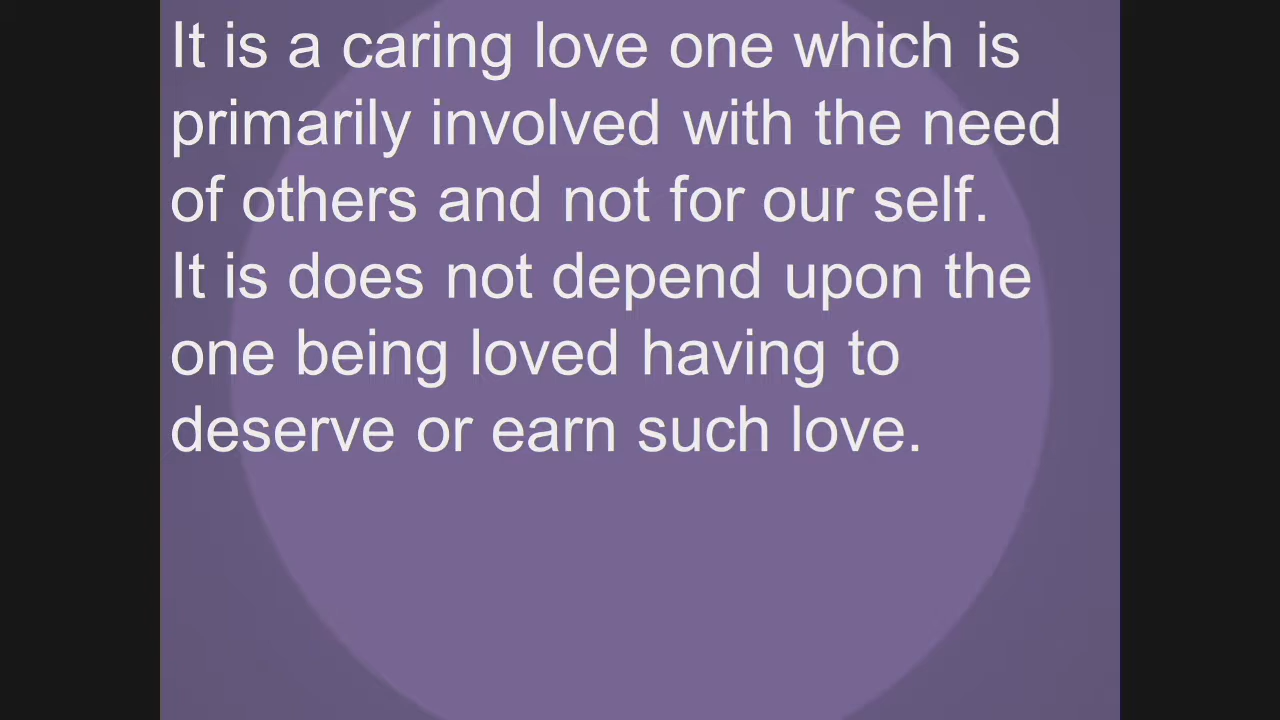 It is a caring love one which is
primarily involved with the need
of others and not for our self.
It is does not depend upon the
one being loved having to
deserve or earn such love.